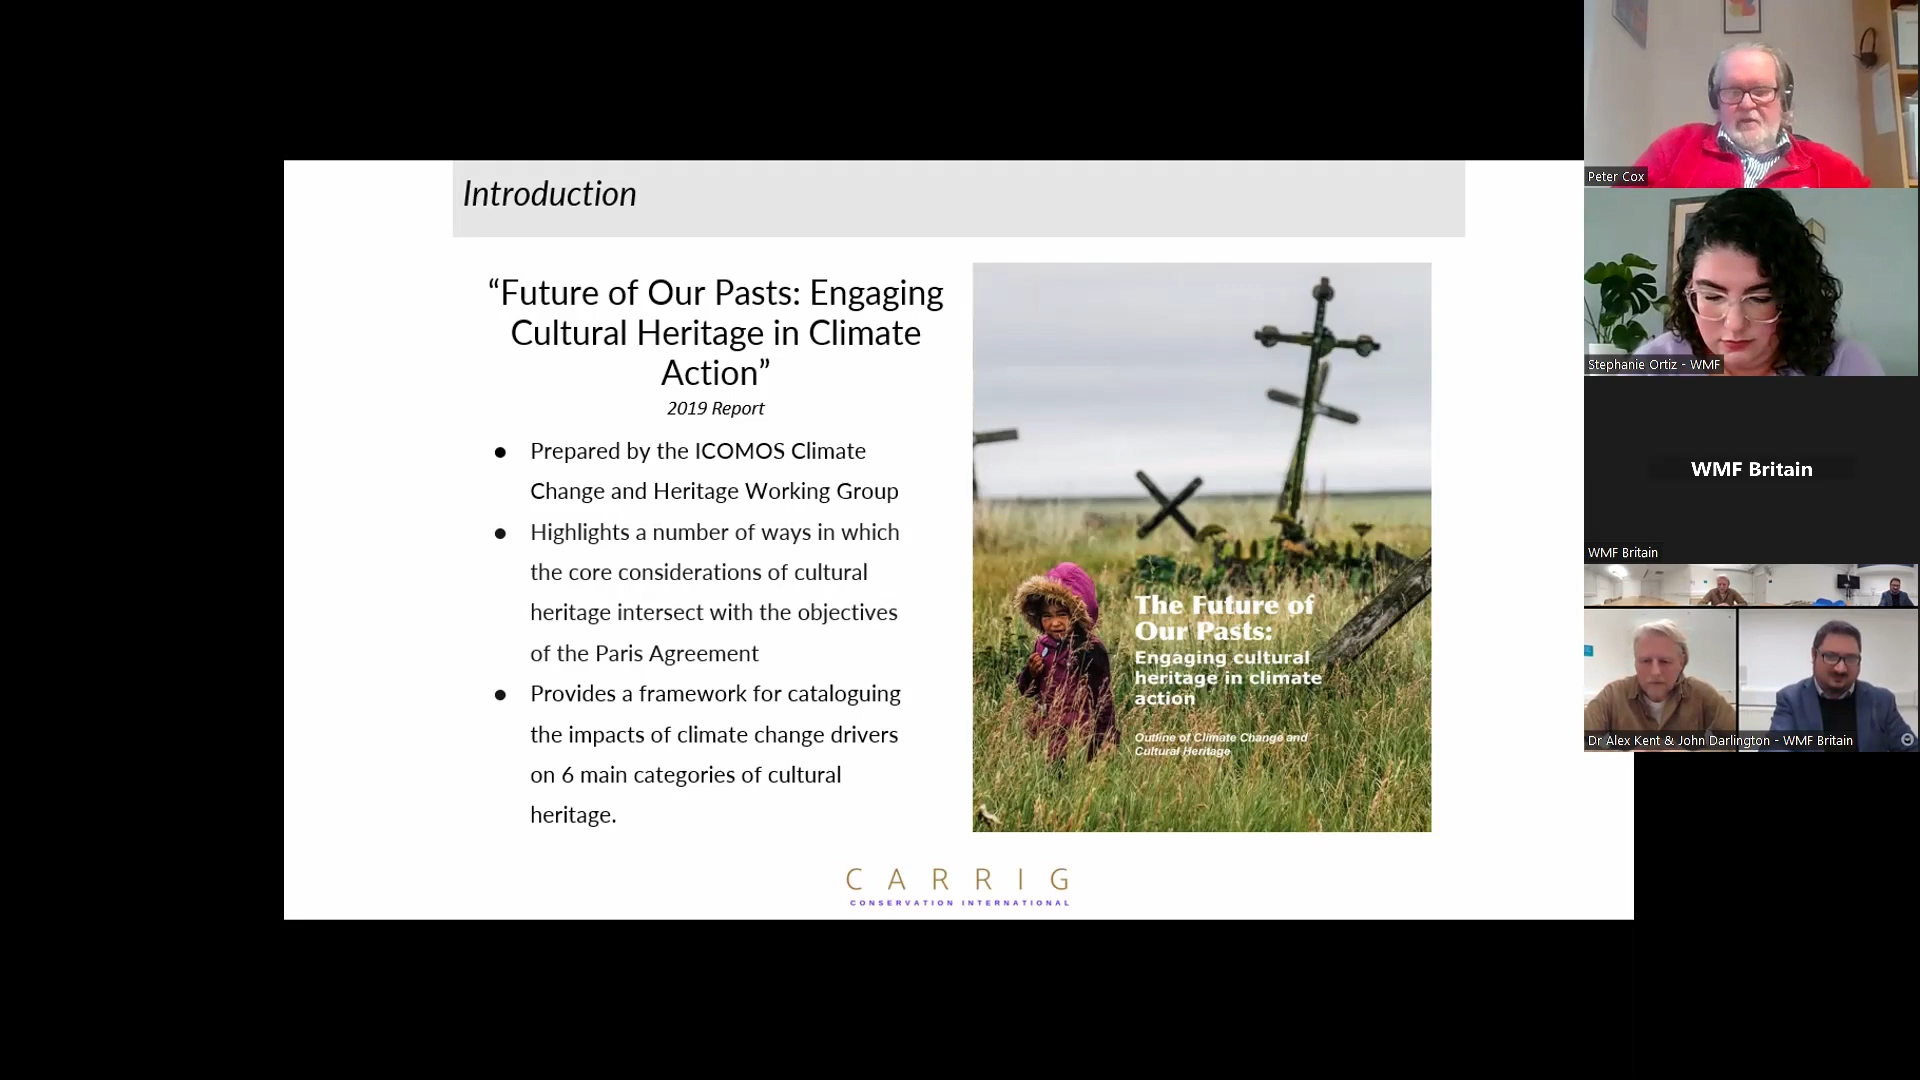 Introduction
“Future of Our Pasts: Engaging
Cultural Heritage in Climate
Action”
2019 Report
● Prepared by the ICOMOS Climate
Change and Heritage Working Group
● Highlights a number of ways in which
the core considerations of cultural
heritage intersect with the objectives
of the Paris Agreement
● Provides a framework for cataloguing
the impacts of climate change drivers
on 6 main categories of cultural
heritage.
The Future of
Our Pasts:
Engaging cultural
heritage in climate
action
Outline of Climate Change and
Cultural Heritage
CARRIG
CONSERVATION INTERNATIONAL
Peter Cox
Stephanie Ortiz - WMF
WMF Britain
WMF Britain
Dr Alex Kent & John Darlington - WMF Britain